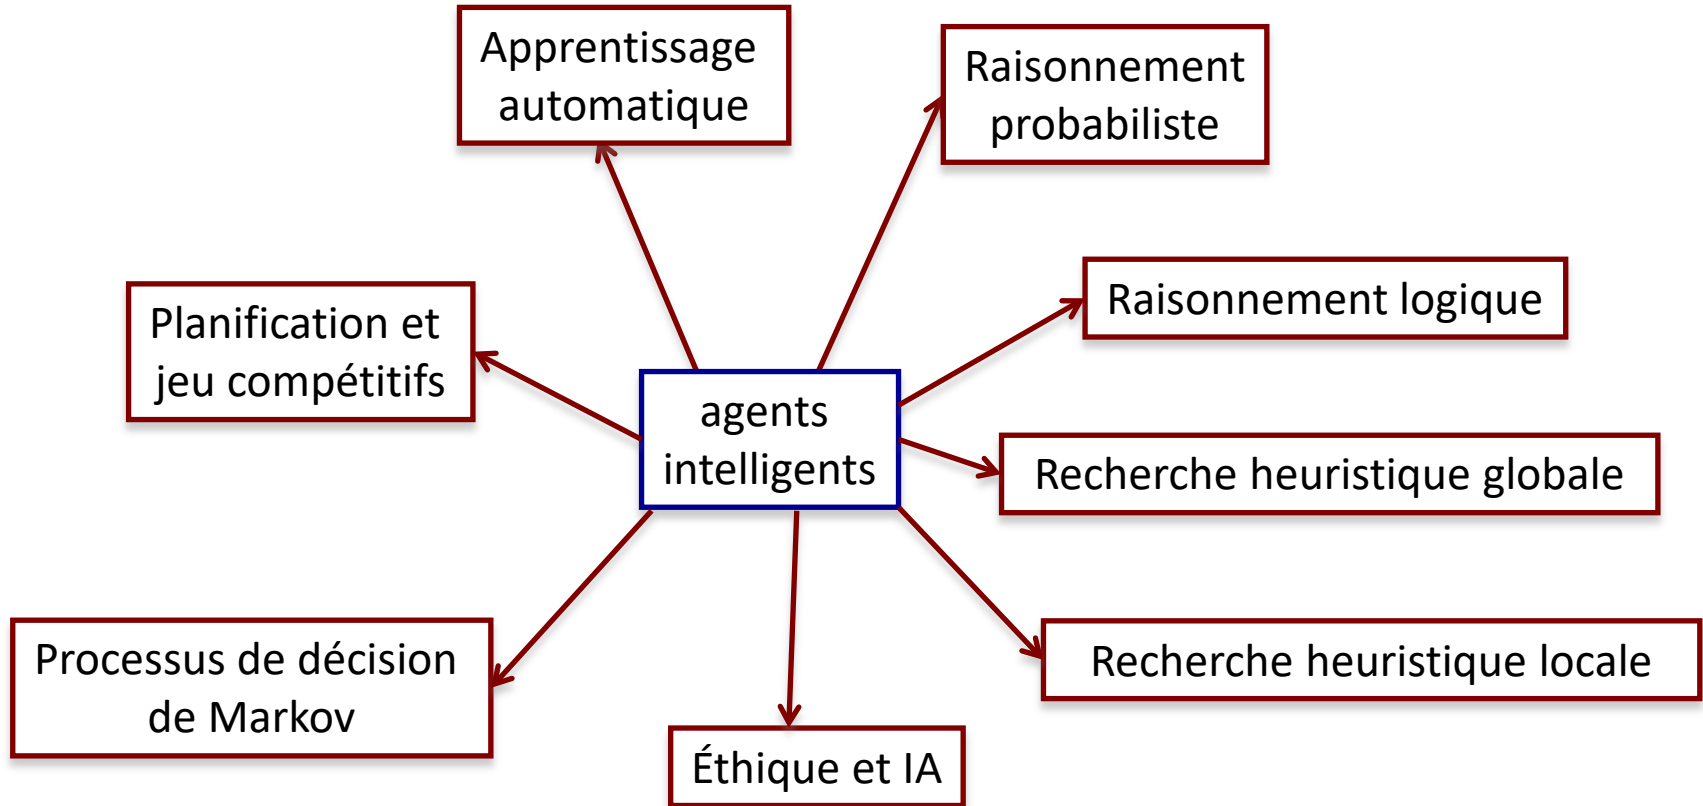 Apprentissage
automatique
Raisonnement
probabiliste
Raisonnement logique
Planification et
jeu compétitifs
agents
intelligents
Recherche heuristique globale
Processus de décision
de Markov
Recherche heuristique locale
Éthique et IA